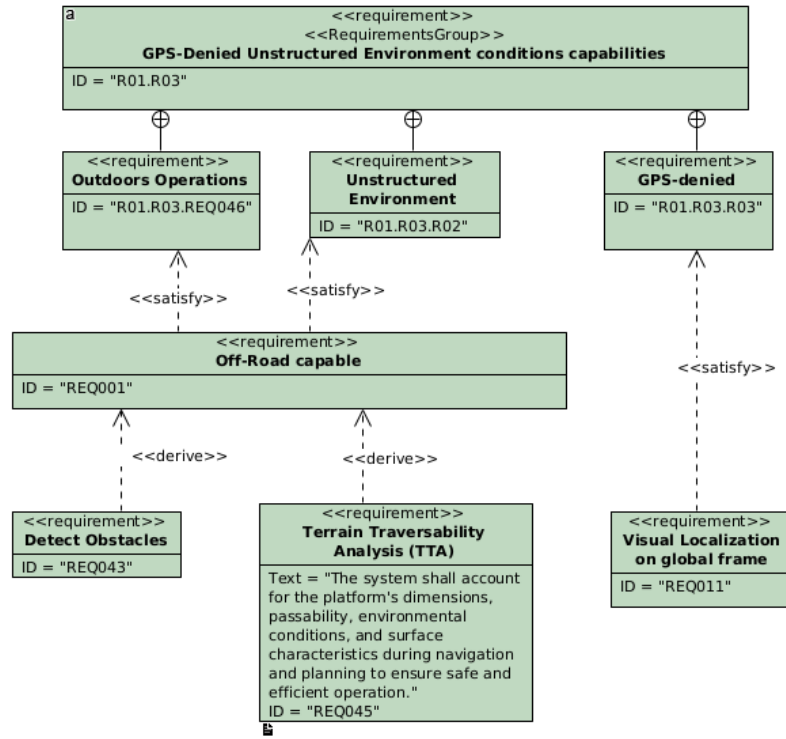 a
<<requirement>>
<<RequirementsGroup>>
GPS-Denied Unstructured Environment conditions capabilities
ID = "R01.R03"
<<requirement>>
Outdoors Operations
ID = "R01.R03.REQ046"
<<requirement>>
Unstructured
Environment
ID = "R01.R03.R02"
<<requirement>>
GPS-denied
ID = "R01.R03.R03"
<<satisfy>>
<<satisfy>>
<<satisfy>>
<<requirement>>
Off-Road capable
ID = "REQ001"
<<derive>>
<<derive>>
<<requirement>>
Detect Obstacles
ID = "REQ043"
<<requirement>>
Terrain Traversability
Analysis (TTA)
Text = "The system shall account
for the platform's dimensions,
passability, environmental
conditions, and surface
characteristics during navigation
and planning to ensure safe and
efficient operation."
ID = "REQ045"
<<requirement>>
Visual Localization
on global frame
ID = "REQ011"